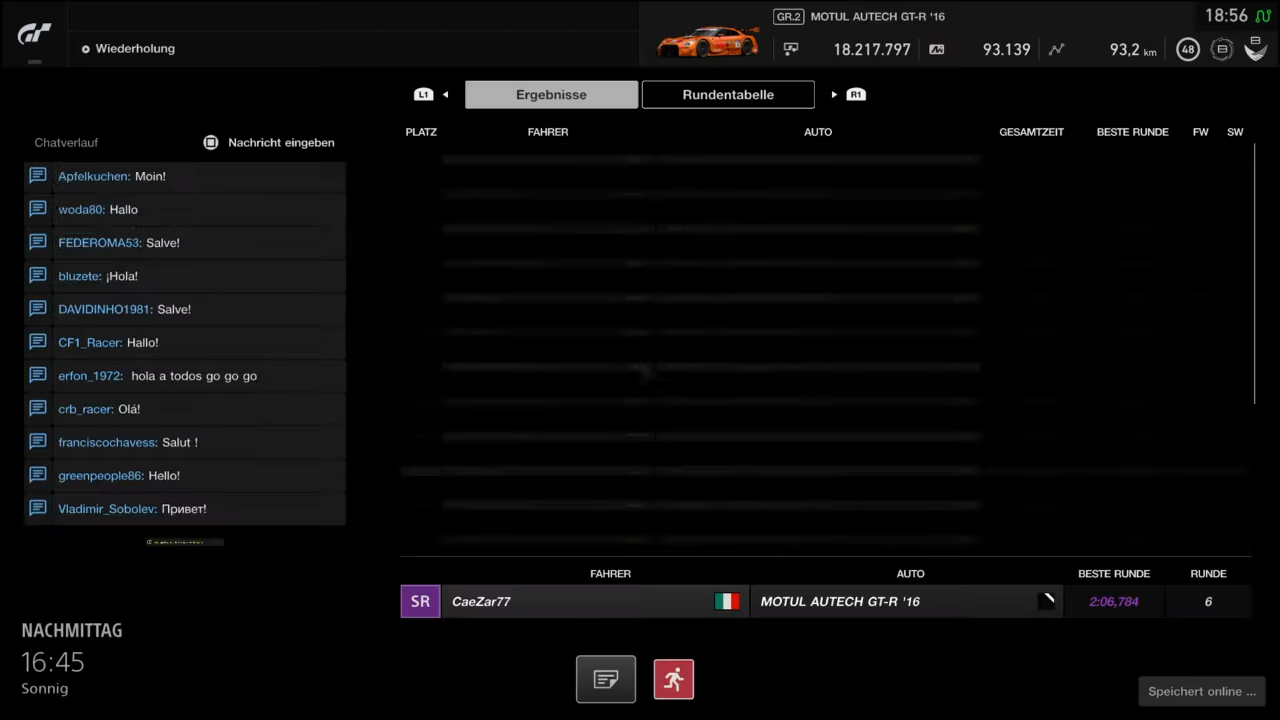 GR.2 MOTUL AUTECH GT-R '16
18:56
Wiederholung
18.217.797
93.139
93,2 km
48
B
B
L1
Ergebnisse
Rundentabelle
R1
Chatverlauf
Nachricht eingeben
PLATZ FAHRER AUTO GESAMTZEIT BESTE RUNDE FW SW
Apfelkuchen: Moin!
woda80: Hallo
FEDEROMA53: Salve!
bluzete: ¡Hola!
DAVIDINHO1981: Salve!
CF1_Racer: Hallo!
erfon_1972: hola a todos go go go
crb_racer: Olá!
franciscochavess: Salut !
greenpeople86: Hello!
Vladimir_Sobolev: Привет!
FAHRER AUTO BESTE RUNDE RUNDE
SR CaeZar77 MOTUL AUTECH GT-R '16 2:06,784 6
NACHMITTAG
16:45
Sonnig
Speichert online ...